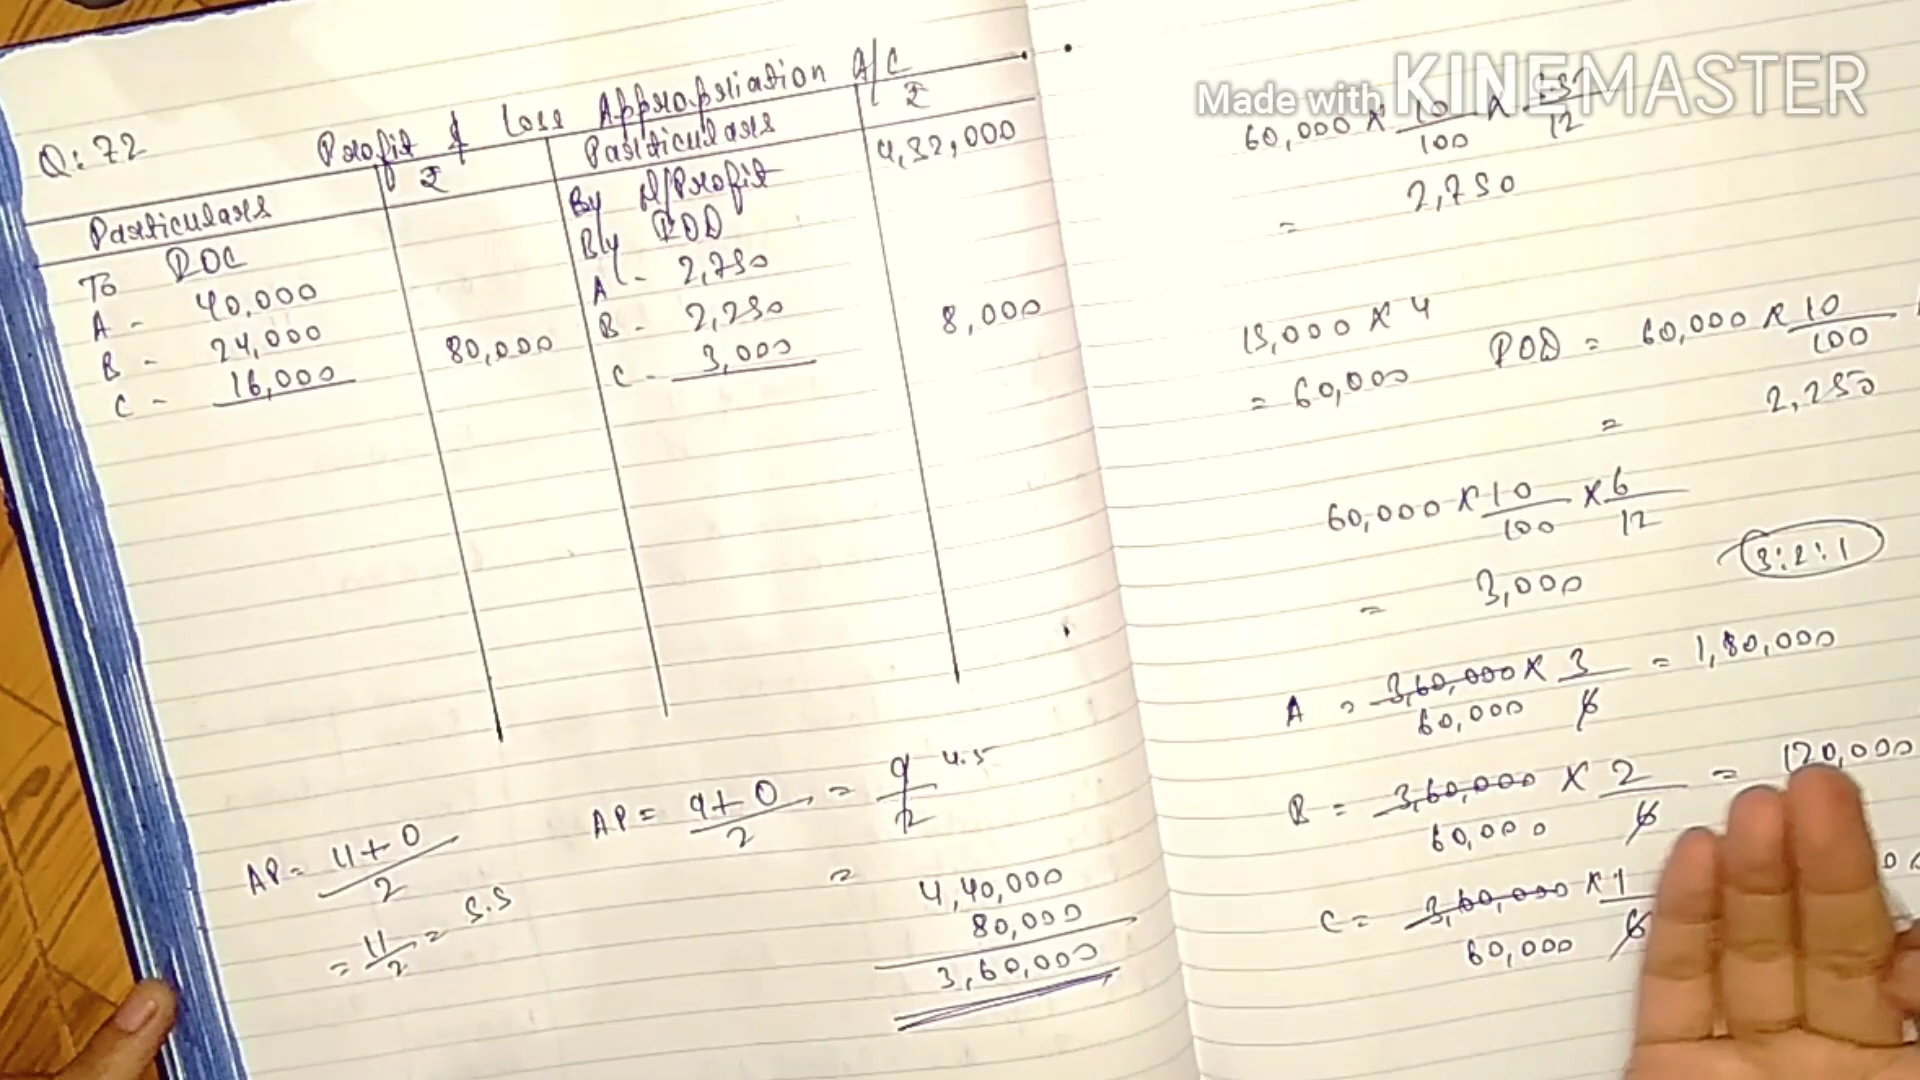 Made with KINEMASTER
Q: 72 Profit & Loss Appropriation A/C
Particulars ₹ Particulars ₹
To IOC By N/Profit 4,32,000
A - 40,000 By IOD
B - 24,000 A - 2,750
C - 16,000 80,000 B - 2,250
C - 3,000 8,000
AP = 11+0/2
= 11/2 = 5.5
AP = 9+0/2 = 9/2 4.5
=
4,40,000
80,000
3,60,000
60,000 × 10/100 × 5.5/12
= 2,750
15,000 × 4
= 60,000
IOD = 60,000 × 10/100
= 2,250
60,000 × 10/100 × 6/12
= 3,000
3:2:1
A = 3,60,000 × 3/6 = 1,80,000
60,000
B = 3,60,000 × 2/6 = 120,000
60,000
C = 3,60,000 × 1/6
60,000